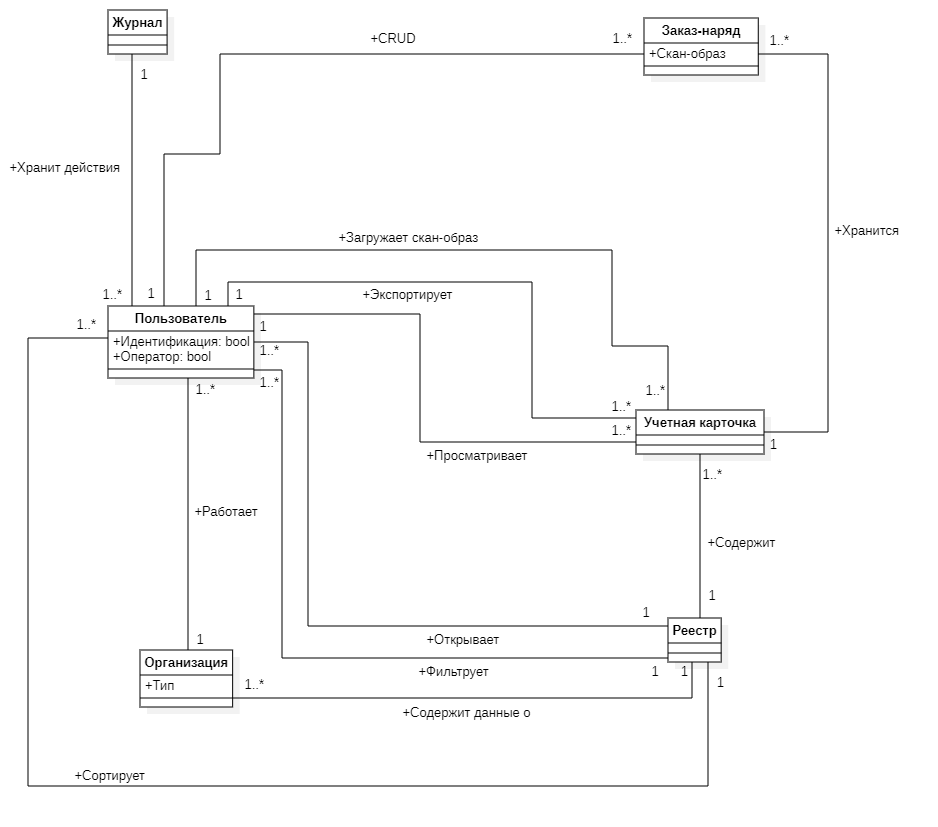 Журнал
Заказ-наряд
+Скан-образ
+CRUD
1..*
1..*
1
+Хранит действия
+Хранится
+Загружает скан-образ
+Экспортирует
1..*
1
1
1
1..*
Пользователь
+Идентификация: bool
+Оператор: bool
1
1..*
1..*
1..*
1..*
1..*
1..*
Учетная карточка
1
+Просматривает
1..*
+Работает
+Содержит
1
1
Реестр
+Открывает
1
Организация
+Тип
+Фильтрует
1
1
1
1..*
+Содержит данные о
+Сортирует